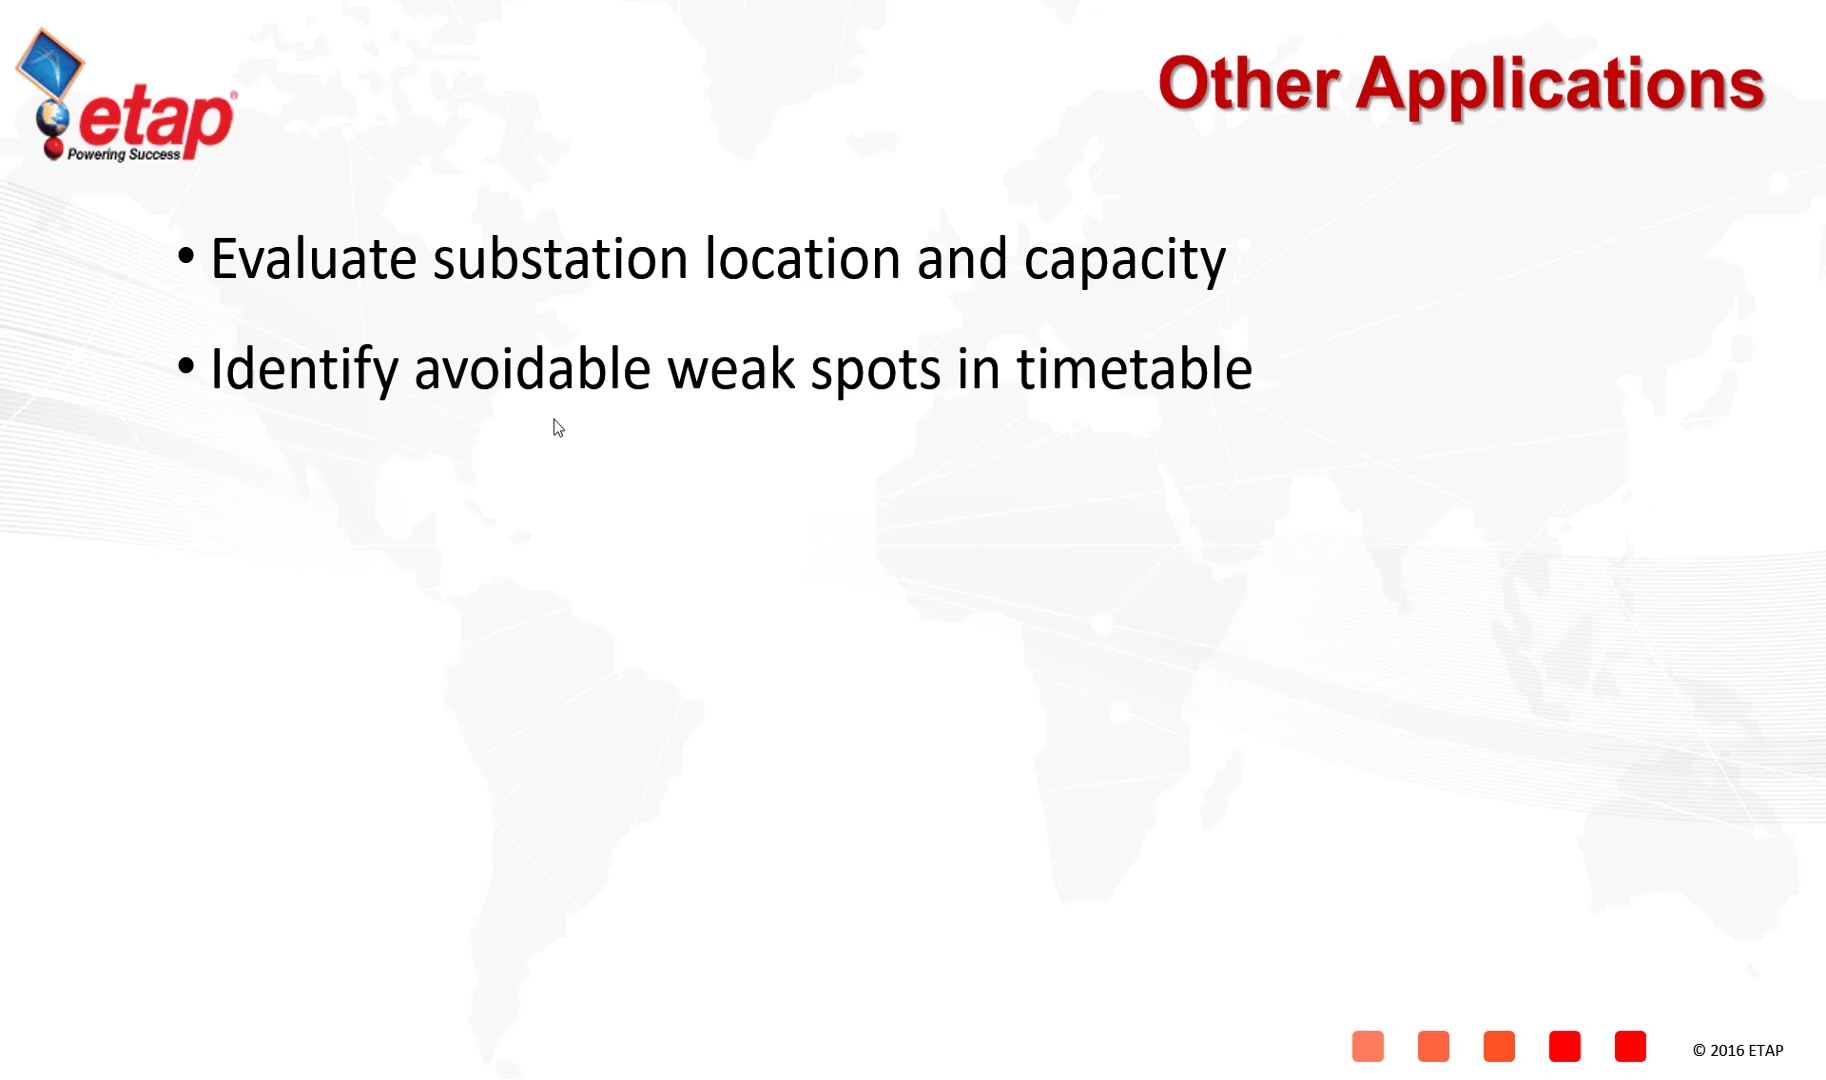 etap®
Powering Success
Other Applications
• Evaluate substation location and capacity
• Identify avoidable weak spots in timetable
© 2016 ETAP